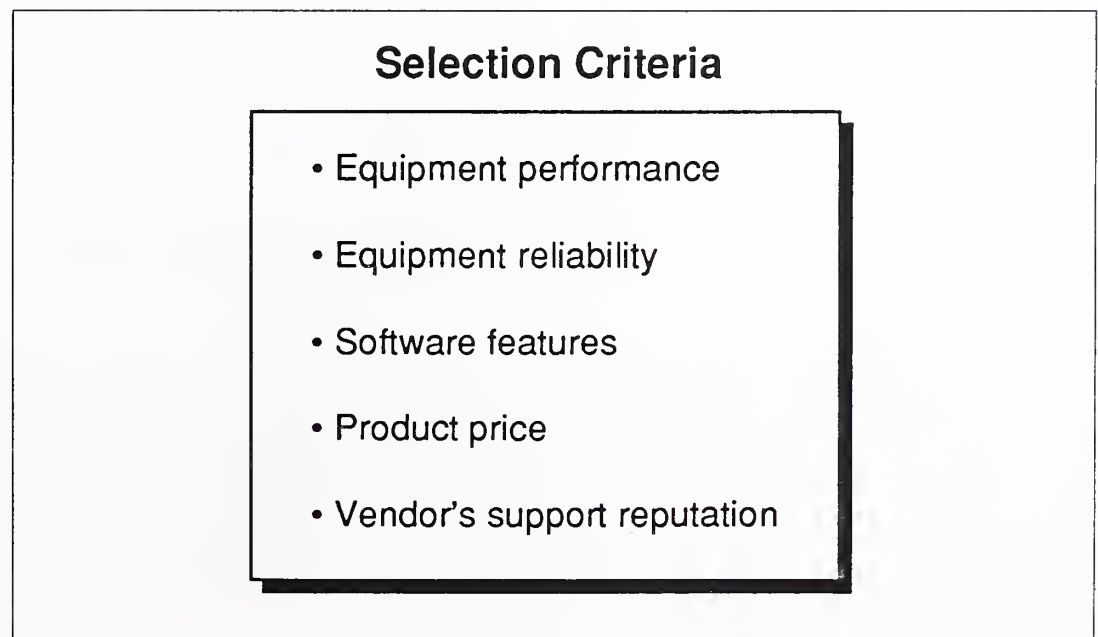 Selection Criteria
• Equipment performance
• Equipment reliability
• Software features
• Product price
• Vendor's support reputation